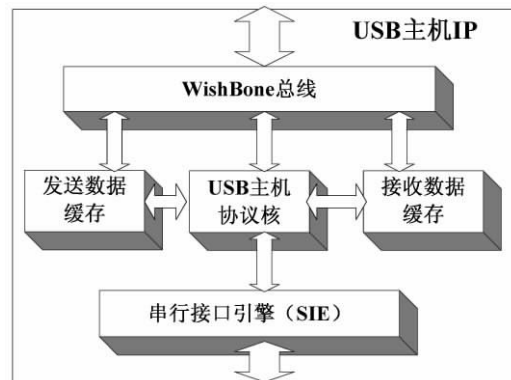 USB主机IP
WishBone总线
发送数据
缓存
USB主机
协议核
接收数据
缓存
串行接口引擎（SIE）